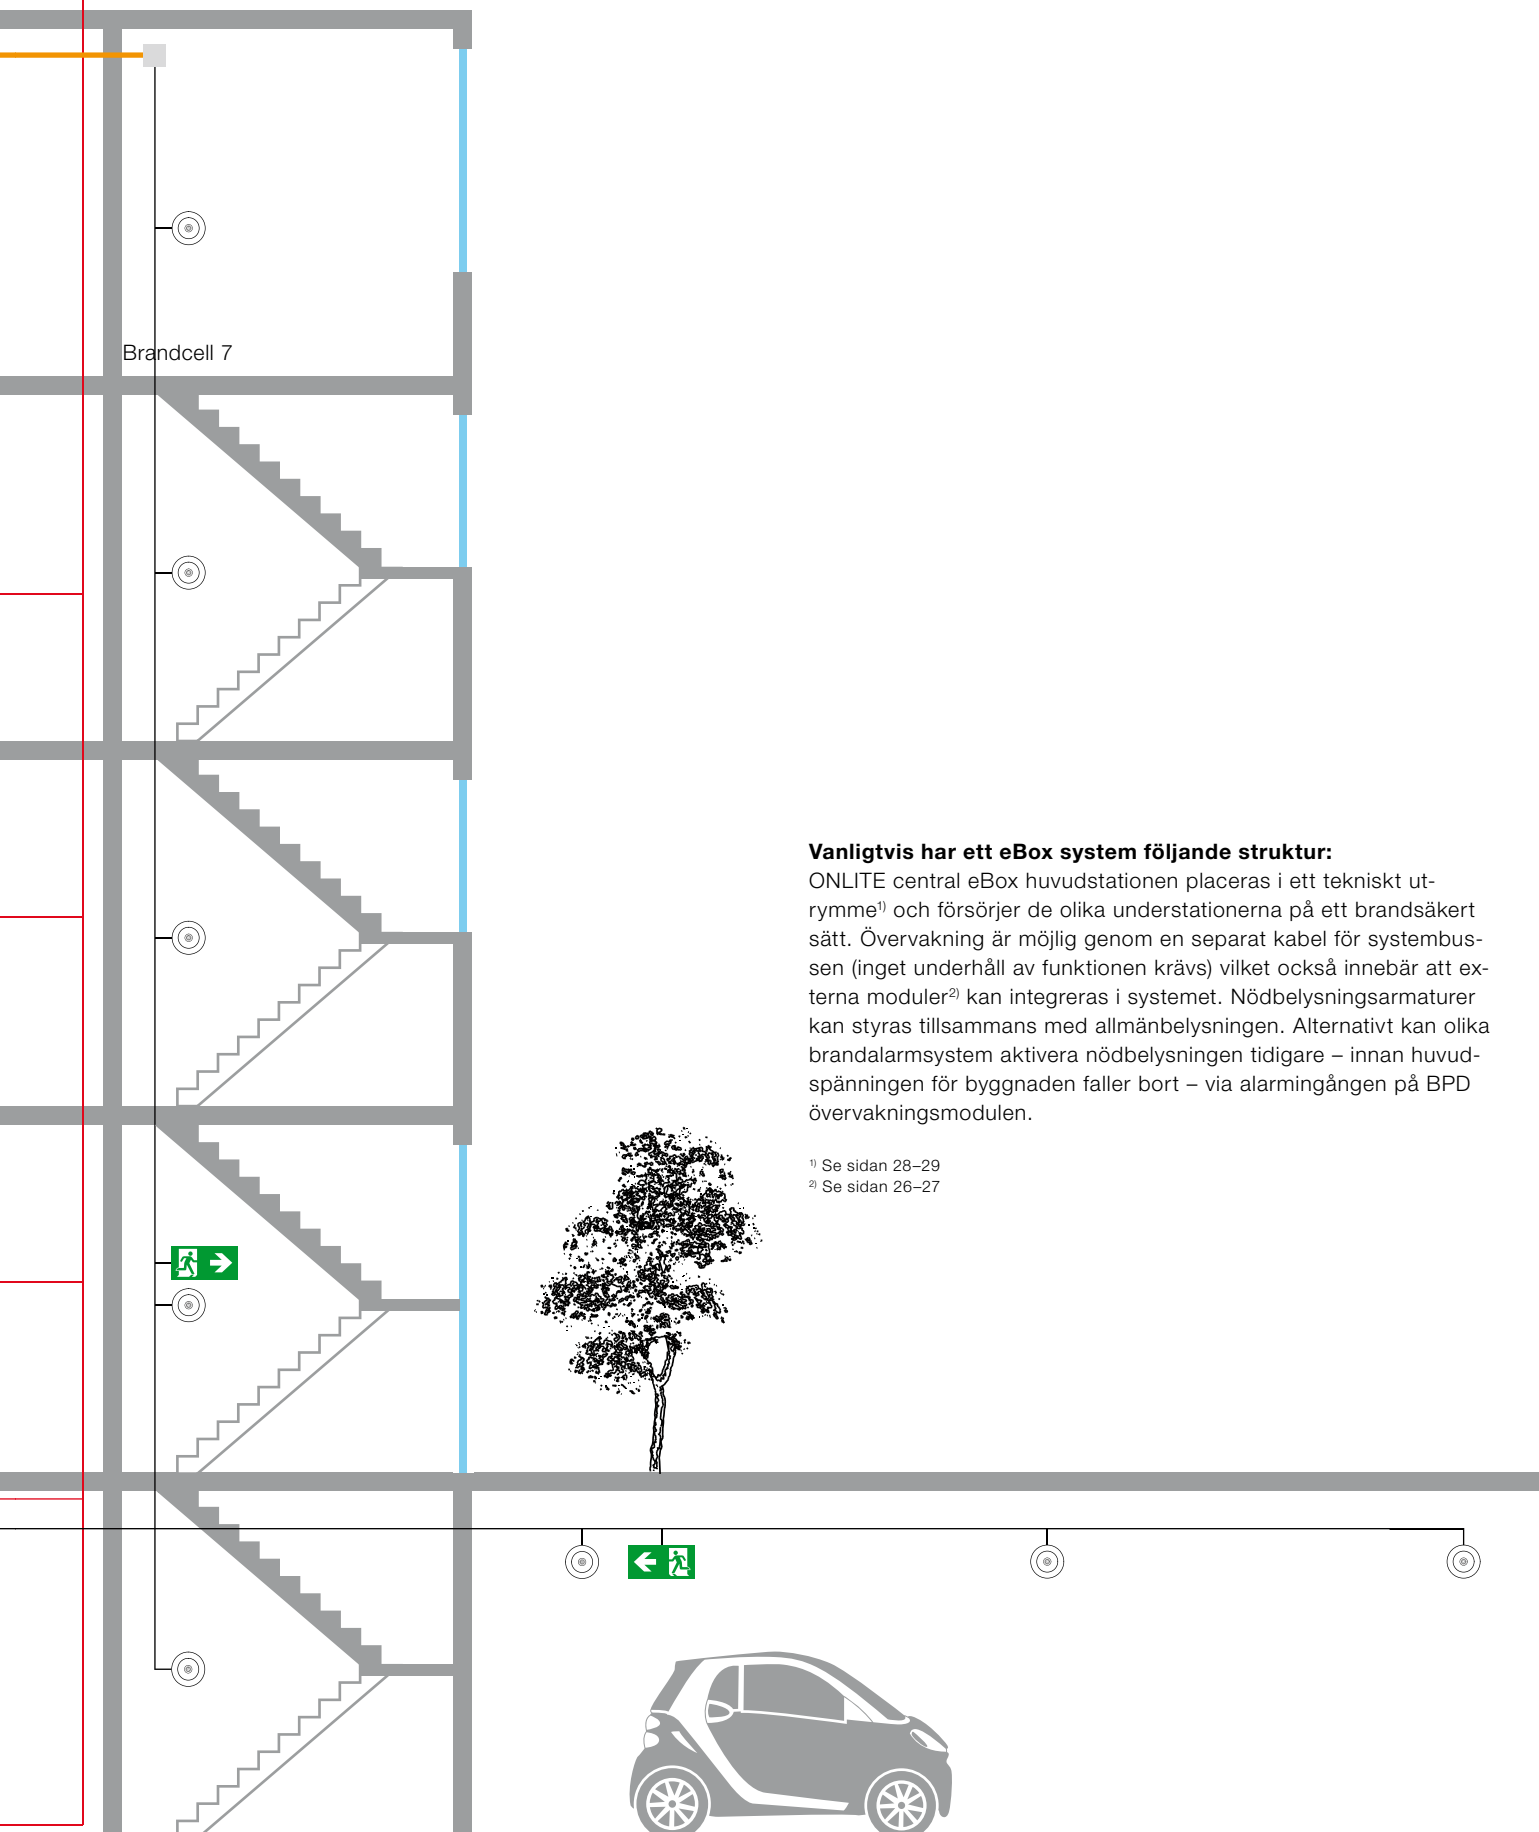 Brandcell 7
Vanligtvis har ett eBox system följande struktur:
ONLITE central eBox huvudstationen placeras i ett tekniskt ut-
rymme¹⁾ och försörjer de olika understationerna på ett brandsäkert
sätt. Övervakning är möjlig genom en separat kabel för systembus-
sen (inget underhåll av funktionen krävs) vilket också innebär att ex-
terna moduler²⁾ kan integreras i systemet. Nödbelysningsarmaturer
kan styras tillsammans med allmänbelysningen. Alternativt kan olika
brandalarmsystem aktivera nödbelysningen tidigare – innan huvud-
spänningen för byggnaden faller bort – via alarmingången på BPD
övervakningsmodulen.
¹⁾ Se sidan 28–29
²⁾ Se sidan 26–27